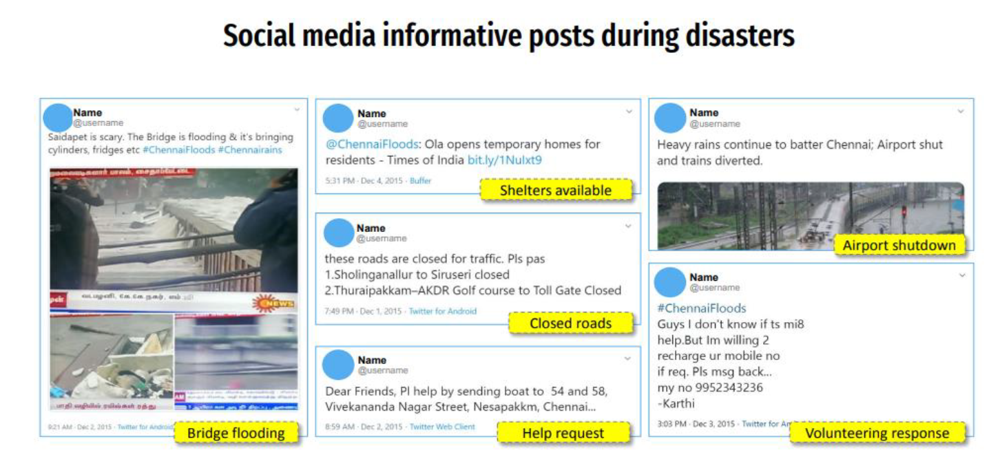 Social media informative posts during disasters
Name
@username
Saidapet is scary. The Bridge is flooding & it's bringing
cylinders, fridges etc #ChennaiFloods #Chennairains
NEWS
AM
9:21 AM · Dec 2, 2015 · Twitter for Android
Bridge flooding
Name
@username
@ChennaiFloods: Ola opens temporary homes for
residents - Times of India bit.ly/1NuIxt9
5:31 PM · Dec 4, 2015 · Buffer
Shelters available
Name
@username
these roads are closed for traffic. Pls pas
1.Sholinganallur to Siruseri closed
2.Thuraipakkam–AKDR Golf course to Toll Gate Closed
7:49 PM · Dec 1, 2015 · Twitter for Android
Closed roads
Name
@username
Dear Friends, Pl help by sending boat to 54 and 58,
Vivekananda Nagar Street, Nesapakkm, Chennai...
8:59 AM · Dec 2, 2015 · Twitter Web Client
Help request
Name
@username
Heavy rains continue to batter Chennai; Airport shut
and trains diverted.
Airport shutdown
Name
@username
#ChennaiFloods
Guys I don't know if ts mi8
help.But Im willing 2
recharge ur mobile no
if req. Pls msg back...
my no 9952343236
-Karthi
3:03 PM · Dec 3, 2015 · Twitter for
Volunteering response